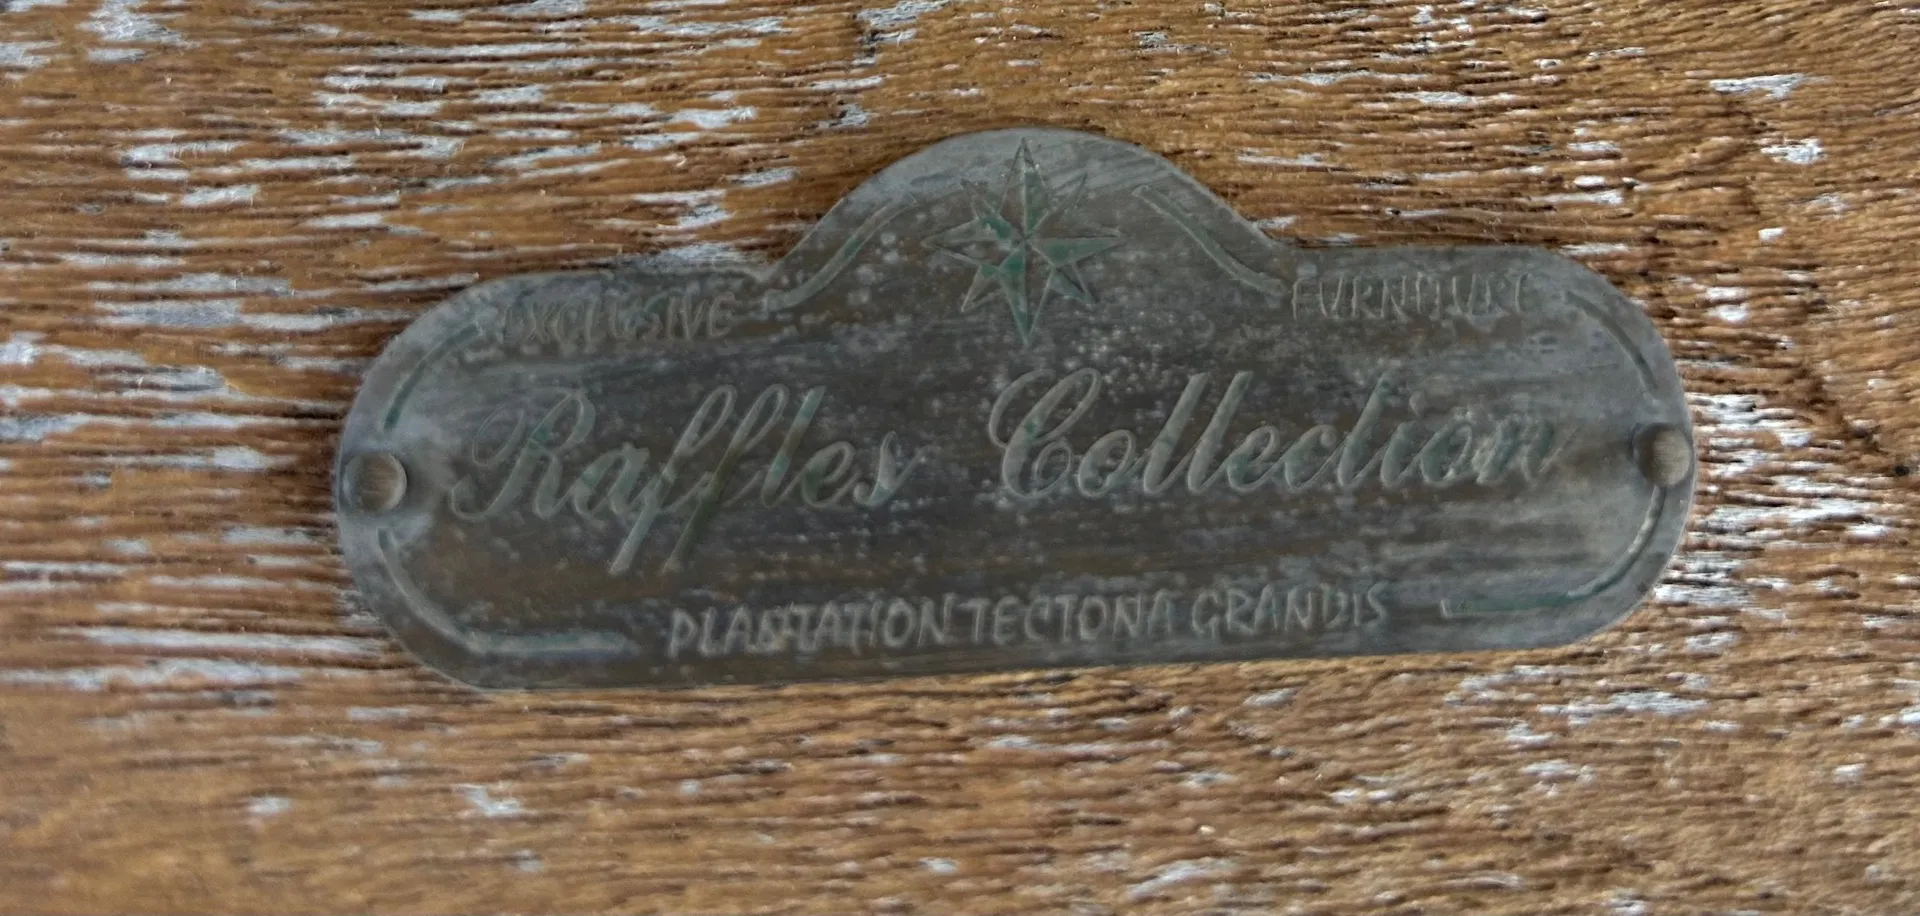 EXCLUSIVE FURNITURE
Raffles Collection
PLANTATION TECTONA GRANDIS